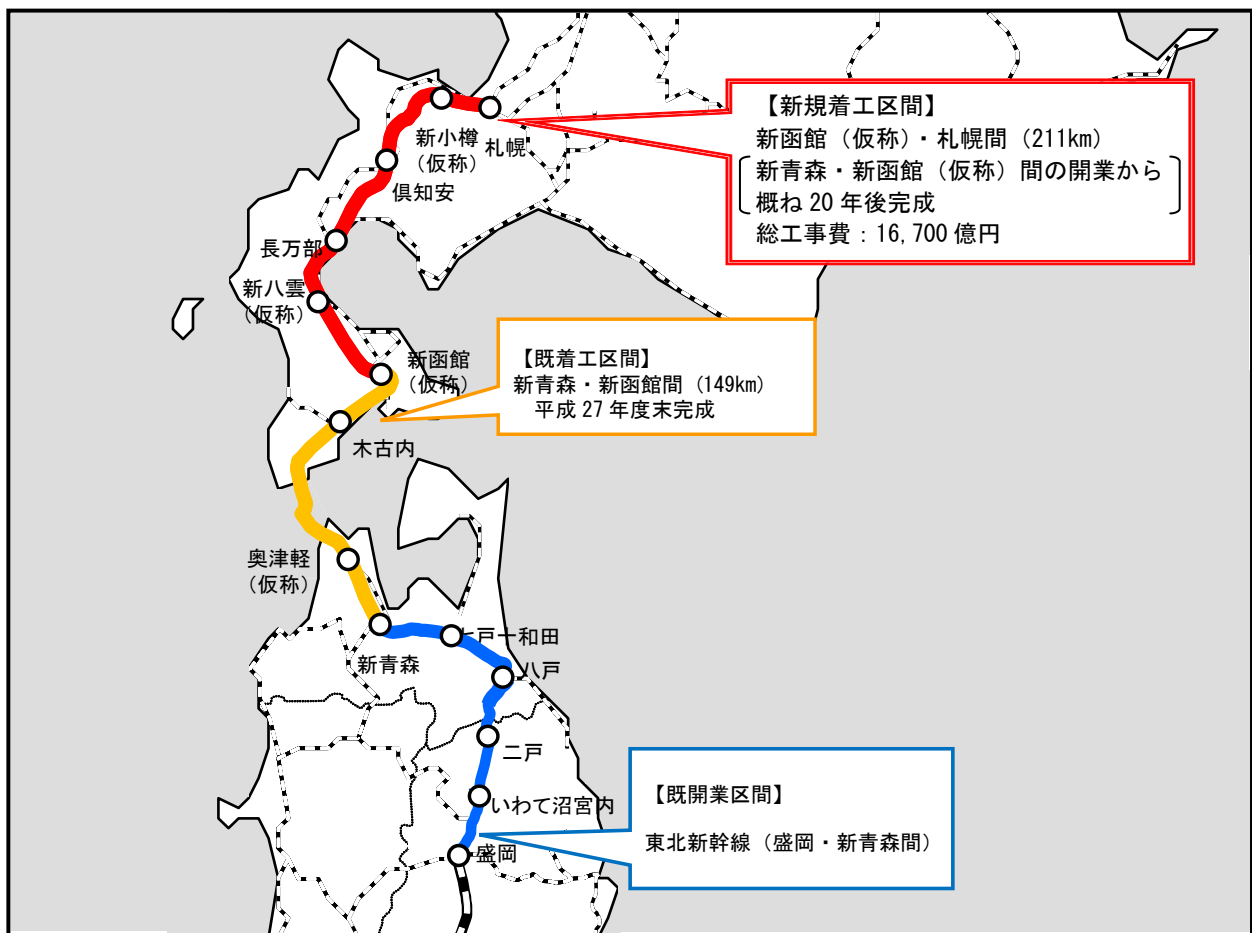 【新規着工区間】
新函館（仮称）・札幌間（211km）
新青森・新函館（仮称）間の開業から
概ね20年後完成
総工事費：16,700億円
新小樽
（仮称）
札幌
倶知安
長万部
新八雲
（仮称）
新函館
（仮称）
【既着工区間】
新青森・新函館間（149km）
平成27年度末完成
木古内
奥津軽
（仮称）
新青森
七戸十和田
八戸
二戸
いわて沼宮内
盛岡
【既開業区間】
東北新幹線（盛岡・新青森間）